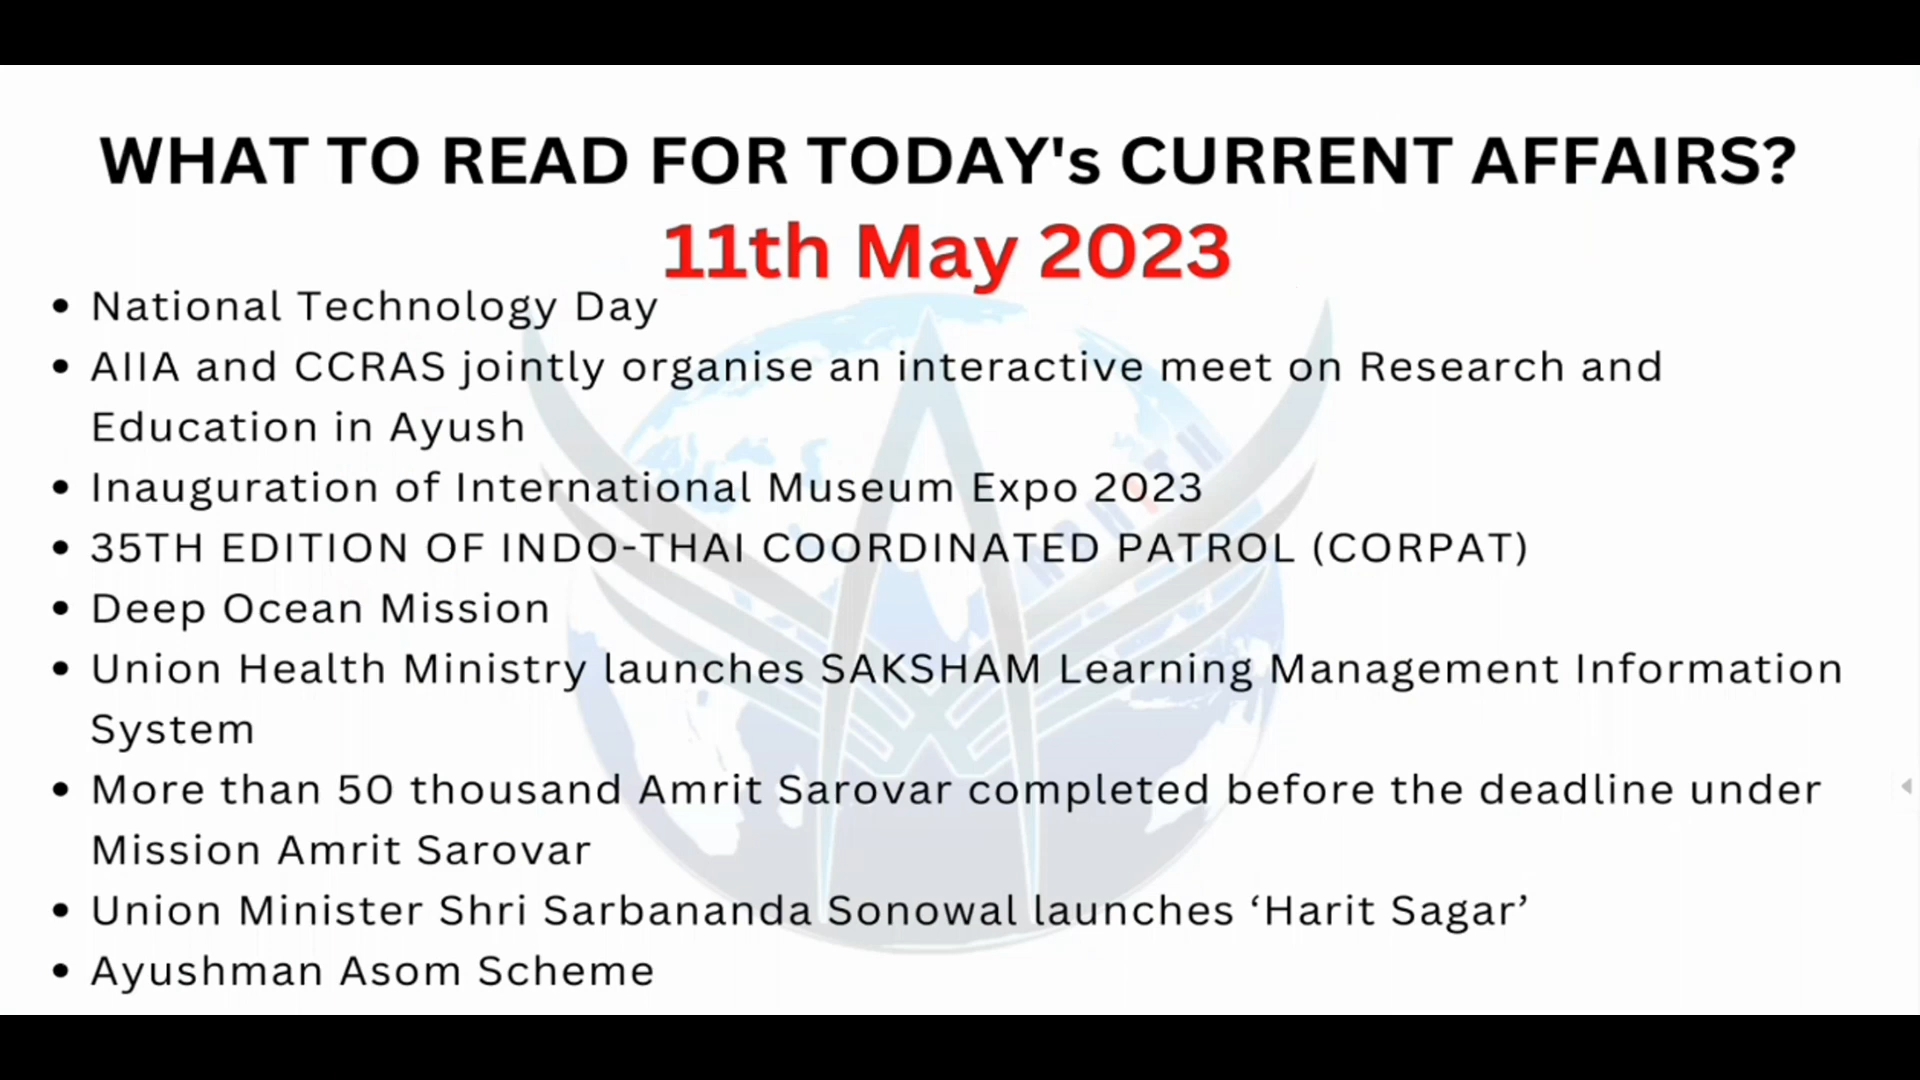 WHAT TO READ FOR TODAY's CURRENT AFFAIRS?
11th May 2023
• National Technology Day
• AIIA and CCRAS jointly organise an interactive meet on Research and
Education in Ayush
• Inauguration of International Museum Expo 2023
• 35TH EDITION OF INDO-THAI COORDINATED PATROL (CORPAT)
• Deep Ocean Mission
• Union Health Ministry launches SAKSHAM Learning Management Information
System
• More than 50 thousand Amrit Sarovar completed before the deadline under
Mission Amrit Sarovar
• Union Minister Shri Sarbananda Sonowal launches ‘Harit Sagar’
• Ayushman Asom Scheme